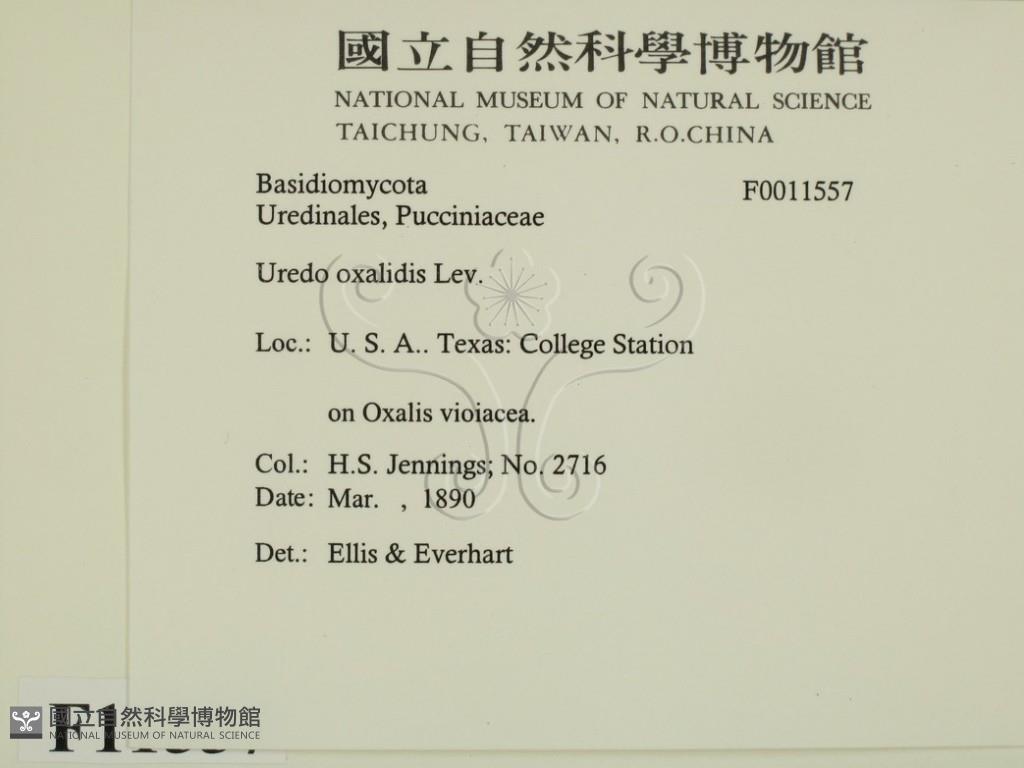 國立自然科學博物館
NATIONAL MUSEUM OF NATURAL SCIENCE
TAICHUNG, TAIWAN, R.O.CHINA
Basidiomycota F0011557
Uredinales, Pucciniaceae
Uredo oxalidis Lev.
Loc.: U. S. A.. Texas: College Station
on Oxalis vioiacea.
Col.: H.S. Jennings; No. 2716
Date: Mar. , 1890
Det.: Ellis & Everhart
國立自然科學博物館
NATIONAL MUSEUM OF NATURAL SCIENCE